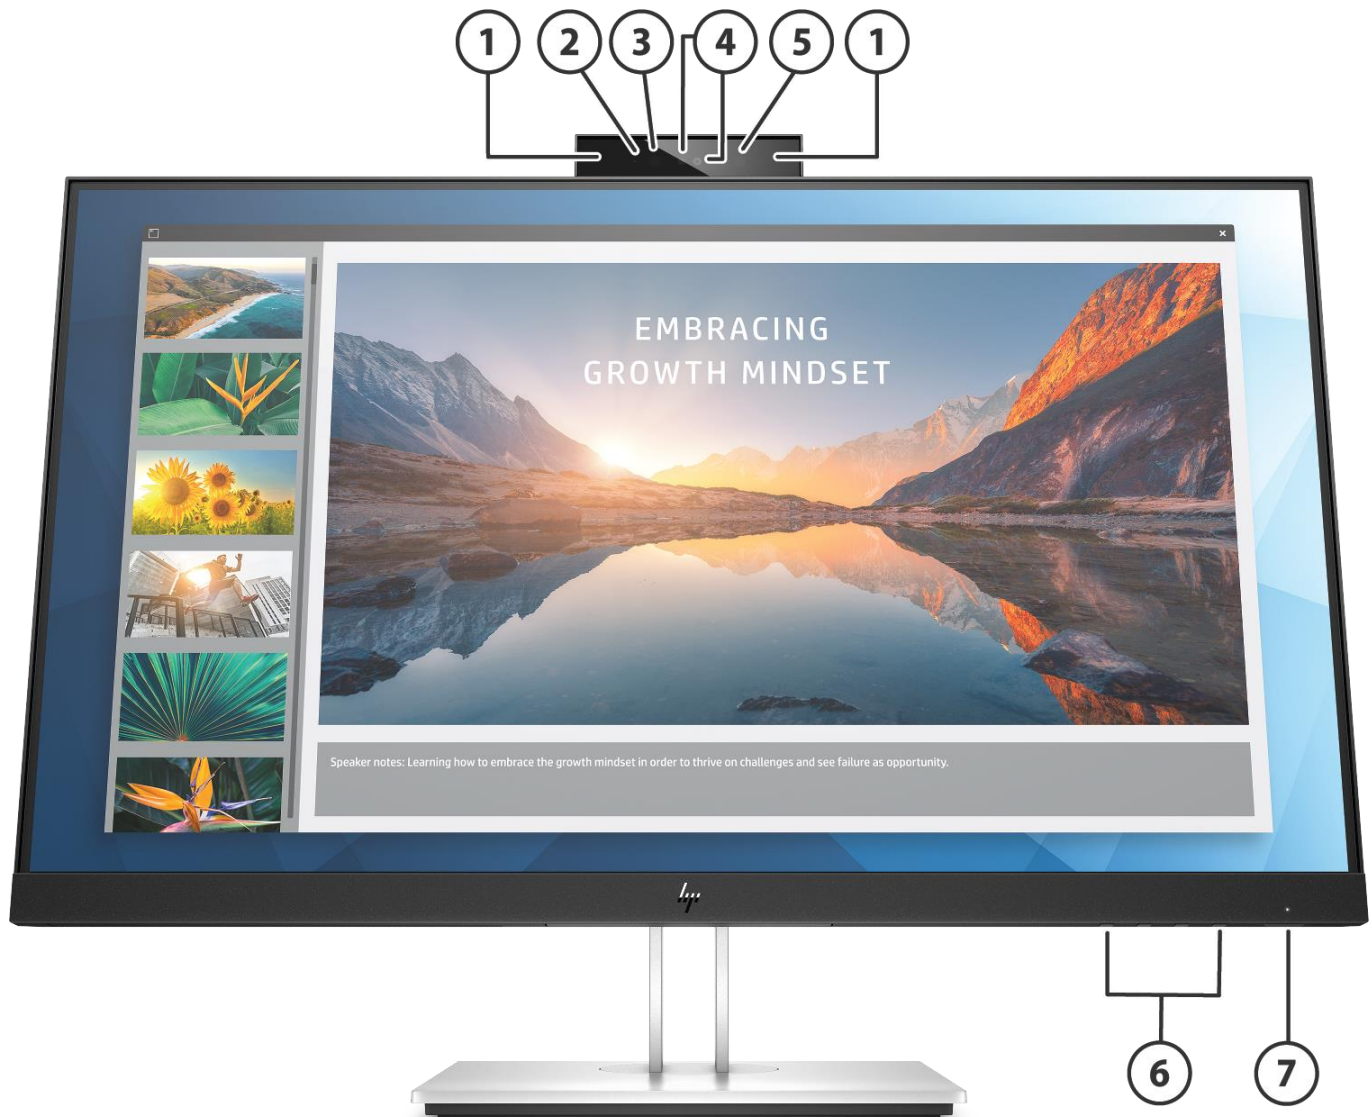 1 2 3 4 5 1
EMBRACING
GROWTH MINDSET
Speaker notes: Learning how to embrace the growth mindset in order to thrive on challenges and see failure as opportunity.
hp
6 7